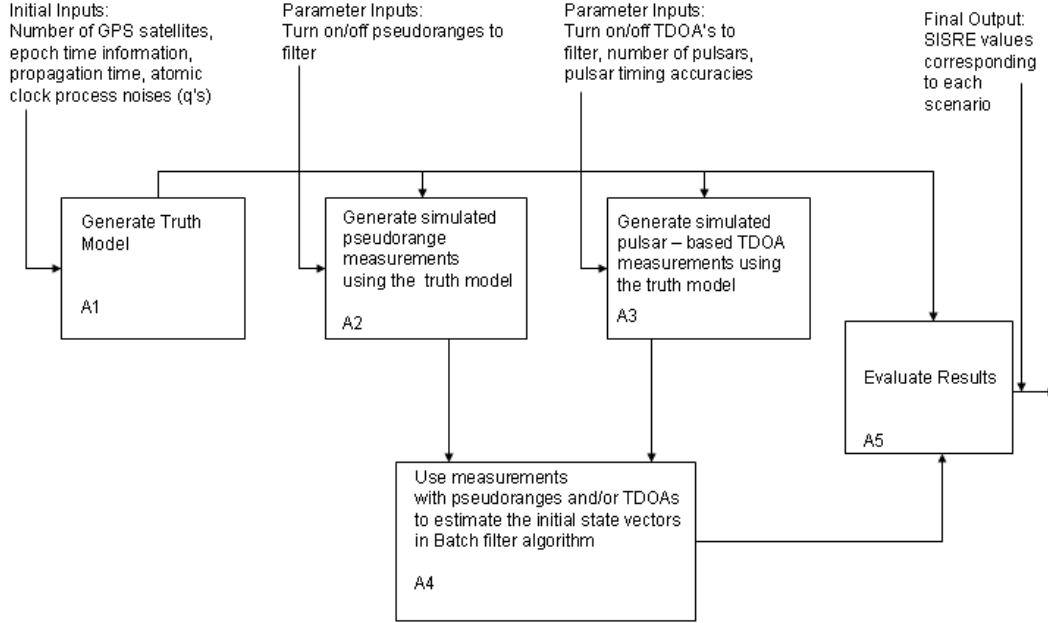 Initial Inputs:
Number of GPS satellites,
epoch time information,
propagation time, atomic
clock process noises (q's)
Parameter Inputs:
Turn on/off pseudoranges to
filter
Parameter Inputs:
Turn on/off TDOA's to
filter, number of pulsars,
pulsar timing accuracies
Final Output:
SISRE values
corresponding
to each
scenario
Generate Truth
Model
A1
Generate simulated
pseudorange
measurements
using the truth model
A2
Generate simulated
pulsar – based TDOA
measurements using
the truth model
A3
Evaluate Results
A5
Use measurements
with pseudoranges and/or TDOAs
to estimate the initial state vectors
in Batch filter algorithm
A4